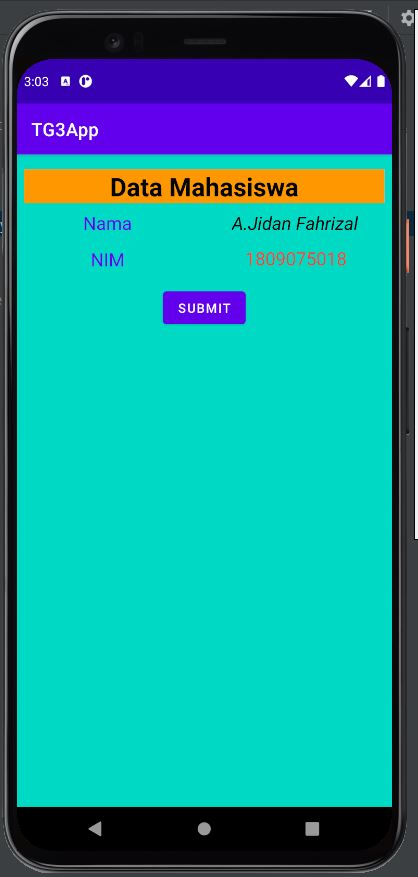 3:03
TG3App
Data Mahasiswa
Nama A.Jidan Fahrizal
NIM 1809075018
SUBMIT